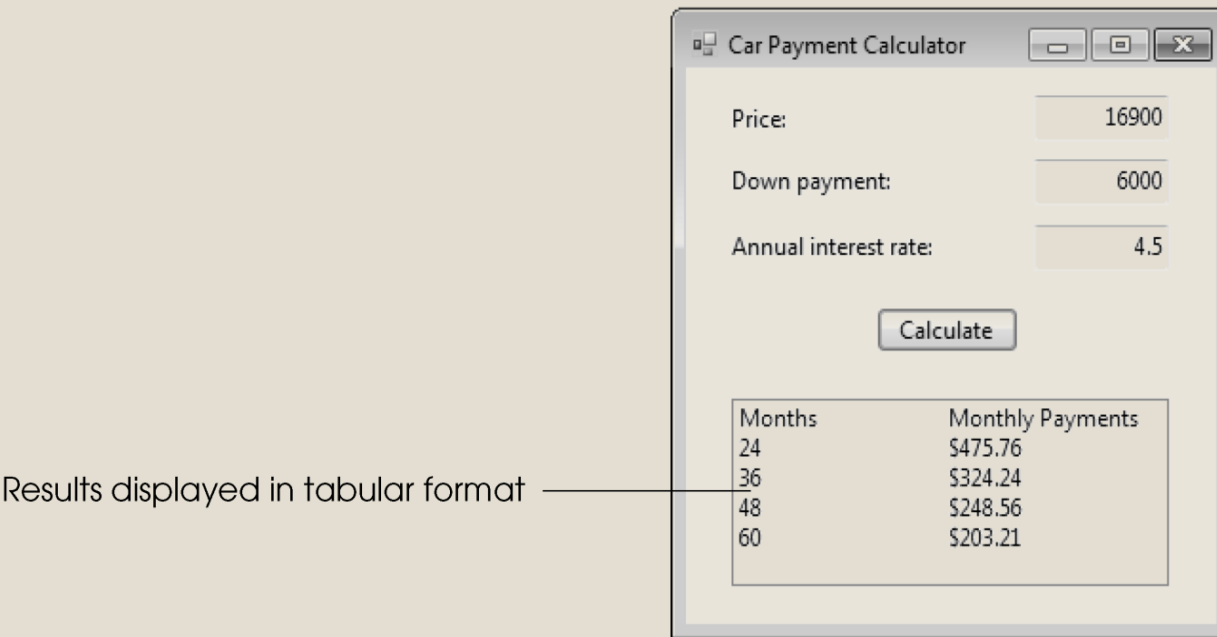 Car Payment Calculator
Price: 16900
Down payment: 6000
Annual interest rate: 4.5
Calculate
Months Monthly Payments
24 $475.76
36 $324.24
48 $248.56
60 $203.21
Results displayed in tabular format